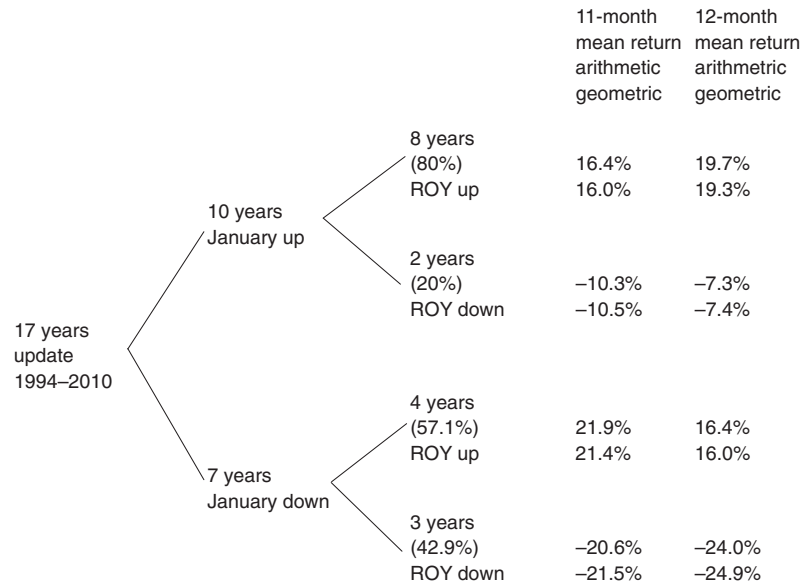 11-month 12-month
mean return mean return
arithmetic arithmetric
geometric geometric
8 years
(80%) 16.4% 19.7%
ROY up 16.0% 19.3%
10 years
January up
2 years
(20%) –10.3% –7.3%
ROY down –10.5% –7.4%
17 years
update
1994–2010
4 years
(57.1%) 21.9% 16.4%
ROY up 21.4% 16.0%
7 years
January down
3 years
(42.9%) –20.6% –24.0%
ROY down –21.5% –24.9%